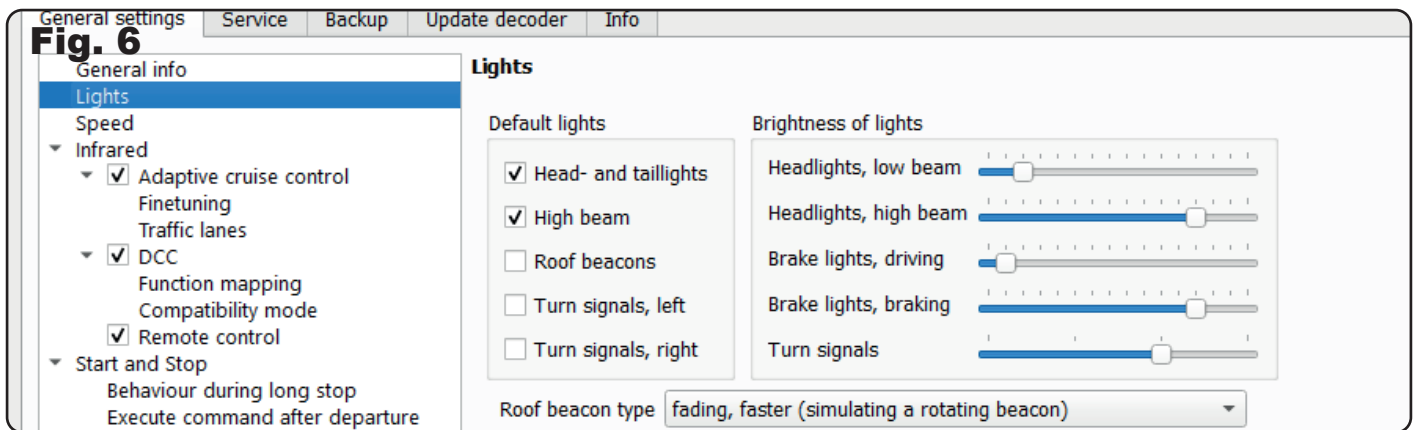 General settings Service Backup Update decoder Info
Fig. 6
General info
Lights
Speed
Infrared
Adaptive cruise control
Finetuning
Traffic lanes
DCC
Function mapping
Compatibility mode
Remote control
Start and Stop
Behaviour during long stop
Execute command after departure
Lights
Default lights
Head- and taillights
High beam
Roof beacons
Turn signals, left
Turn signals, right
Brightness of lights
Headlights, low beam
Headlights, high beam
Brake lights, driving
Brake lights, braking
Turn signals
Roof beacon type fading, faster (simulating a rotating beacon)